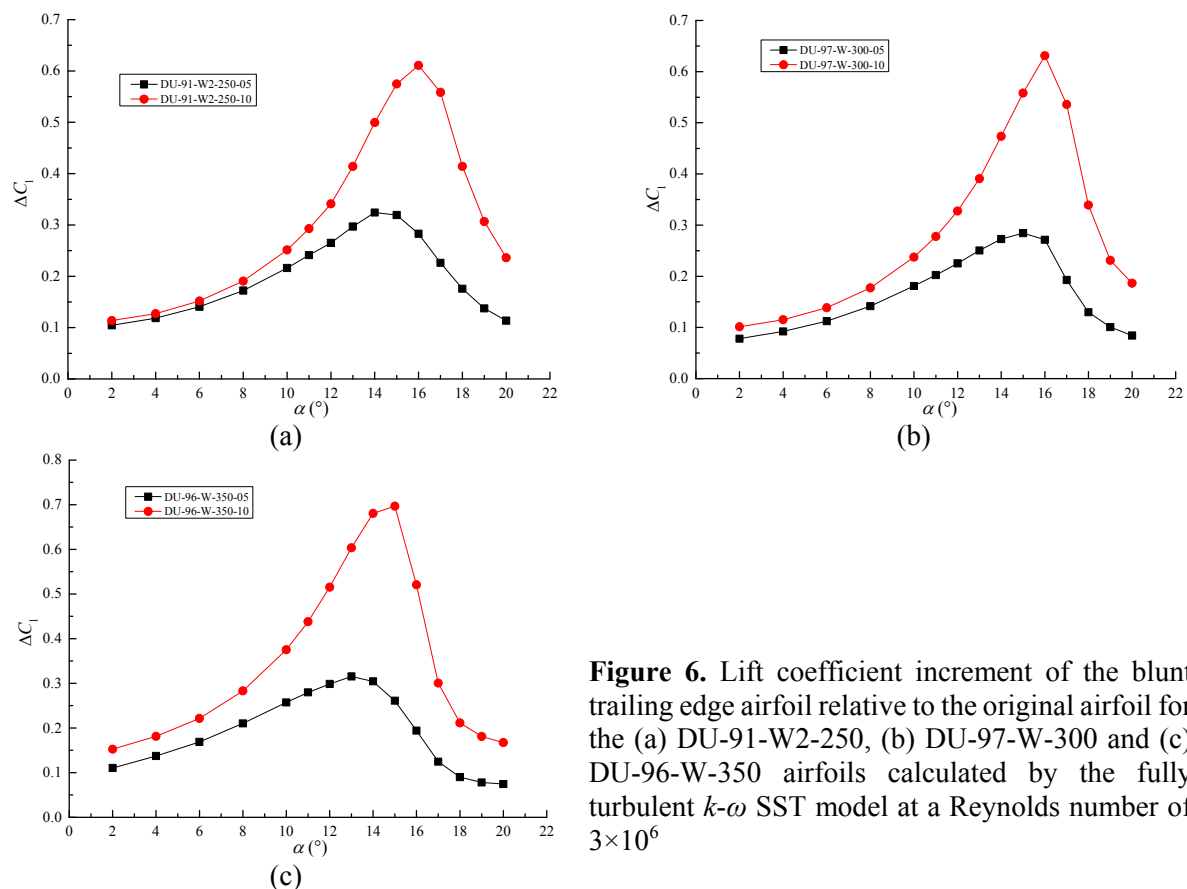 0.7
0.6
0.5
0.4
0.3
0.2
0.1
0.0
ΔCl
DU-91-W2-250-05
DU-91-W2-250-10
0 2 4 6 8 10 12 14 16 18 20 22
α (°)
(a)
0.7
0.6
0.5
0.4
0.3
0.2
0.1
0.0
ΔCl
DU-97-W-300-05
DU-97-W-300-10
0 2 4 6 8 10 12 14 16 18 20 22
α (°)
(b)
0.8
0.7
0.6
0.5
0.4
0.3
0.2
0.1
0.0
ΔCl
DU-96-W-350-05
DU-96-W-350-10
0 2 4 6 8 10 12 14 16 18 20 22
α (°)
(c)
Figure 6. Lift coefficient increment of the blunt
trailing edge airfoil relative to the original airfoil for
the (a) DU-91-W2-250, (b) DU-97-W-300 and (c)
DU-96-W-350 airfoils calculated by the fully
turbulent k-ω SST model at a Reynolds number of
3×10⁶